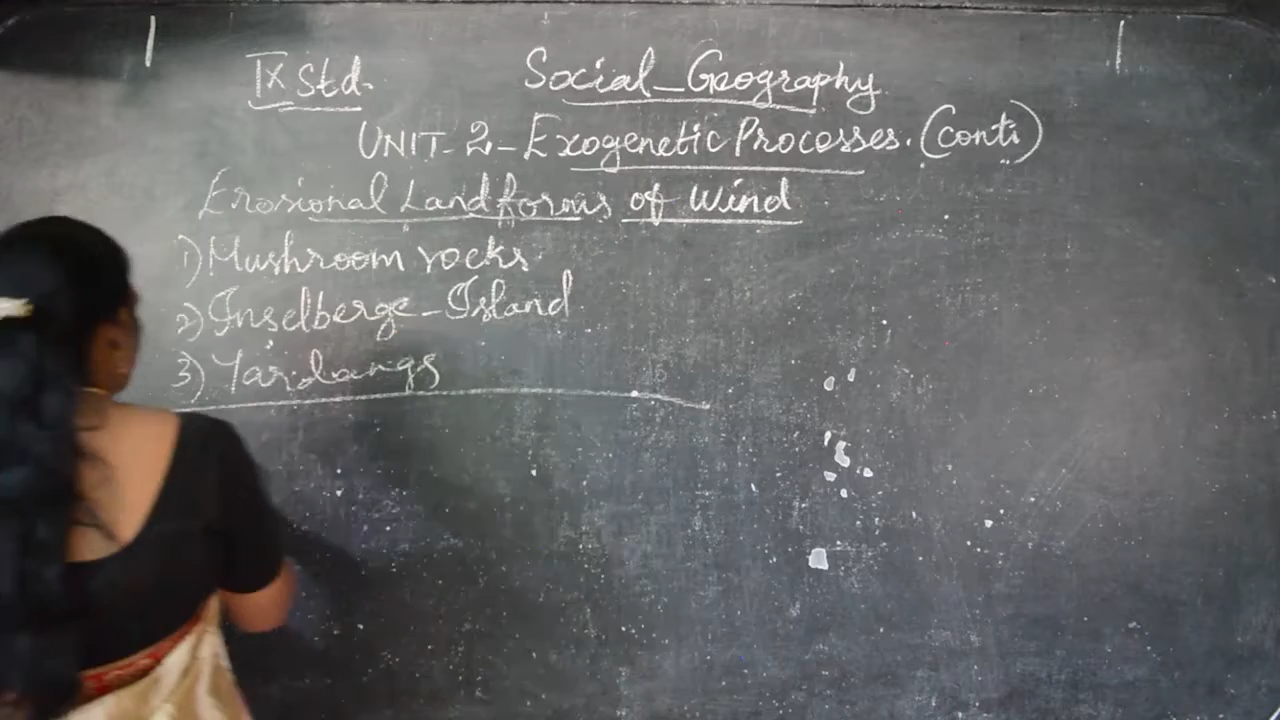 IX Std. Social - Geography
UNIT - 2 - Exogenetic Processes. (conti)
Erosional Landforms of Wind
1) Mushroom rocks
2) Inselberge - Island
3) Yardangs